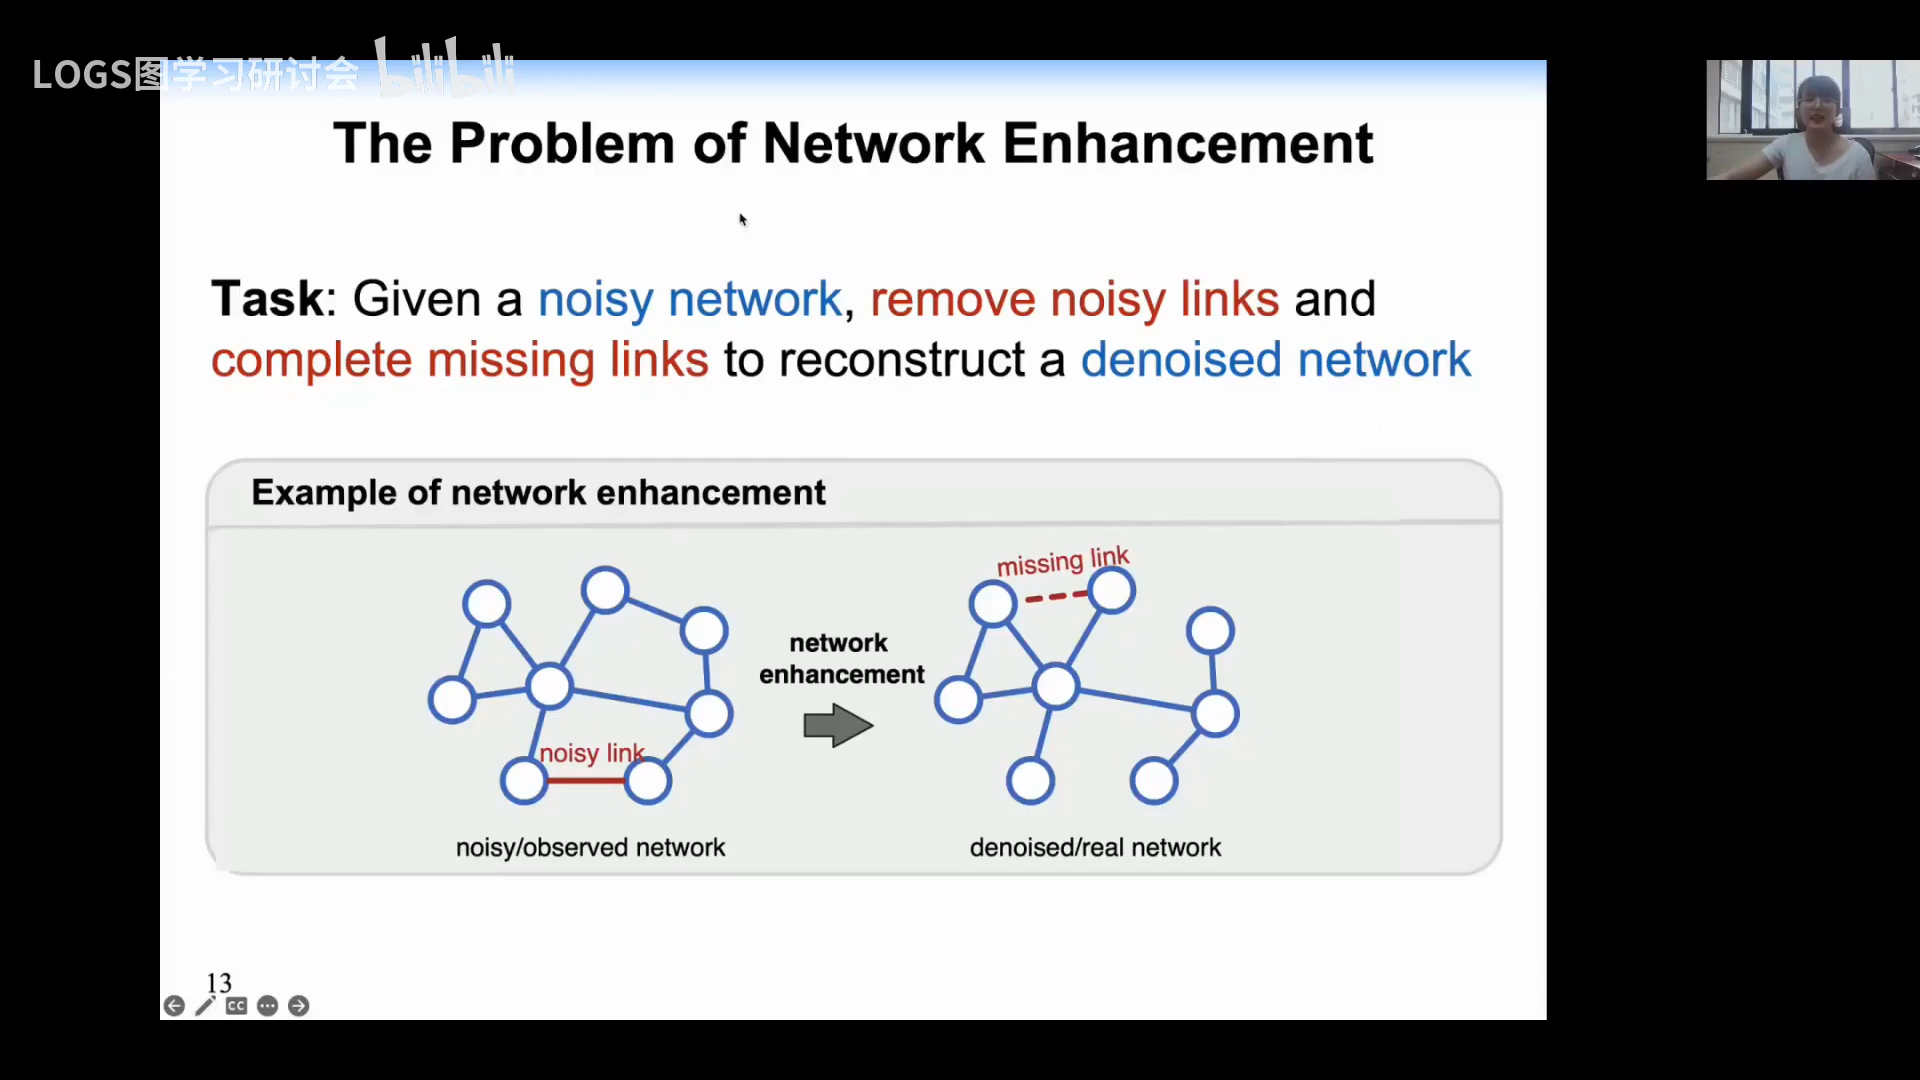 LOGS图学习研讨会 bilibili
The Problem of Network Enhancement
Task: Given a noisy network, remove noisy links and
complete missing links to reconstruct a denoised network
Example of network enhancement
missing link
network
enhancement
noisy link
noisy/observed network
denoised/real network
13
CC